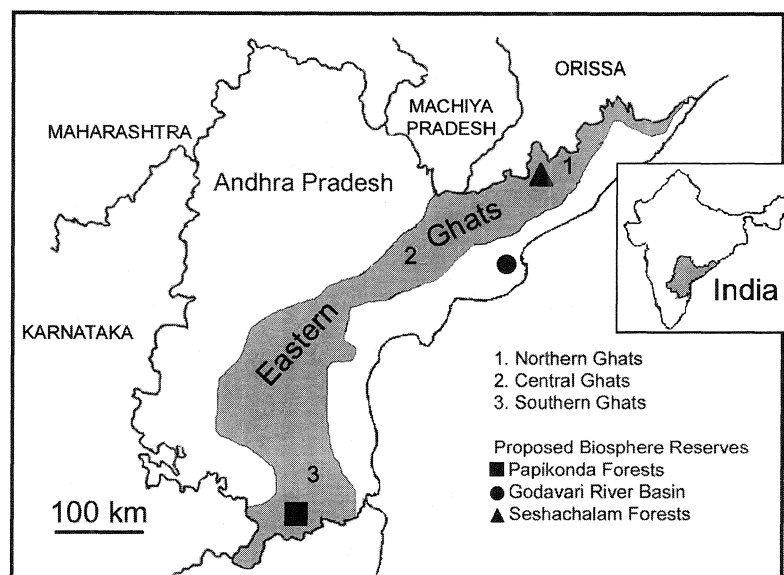 ORISSA
MACHIYA
PRADESH
MAHARASHTRA
Andhra Pradesh
1
Ghats
2
India
Eastern
KARNATAKA
1. Northern Ghats
2. Central Ghats
3. Southern Ghats
Proposed Biosphere Reserves
3
Papikonda Forests
Godavari River Basin
100 km
Seshachalam Forests